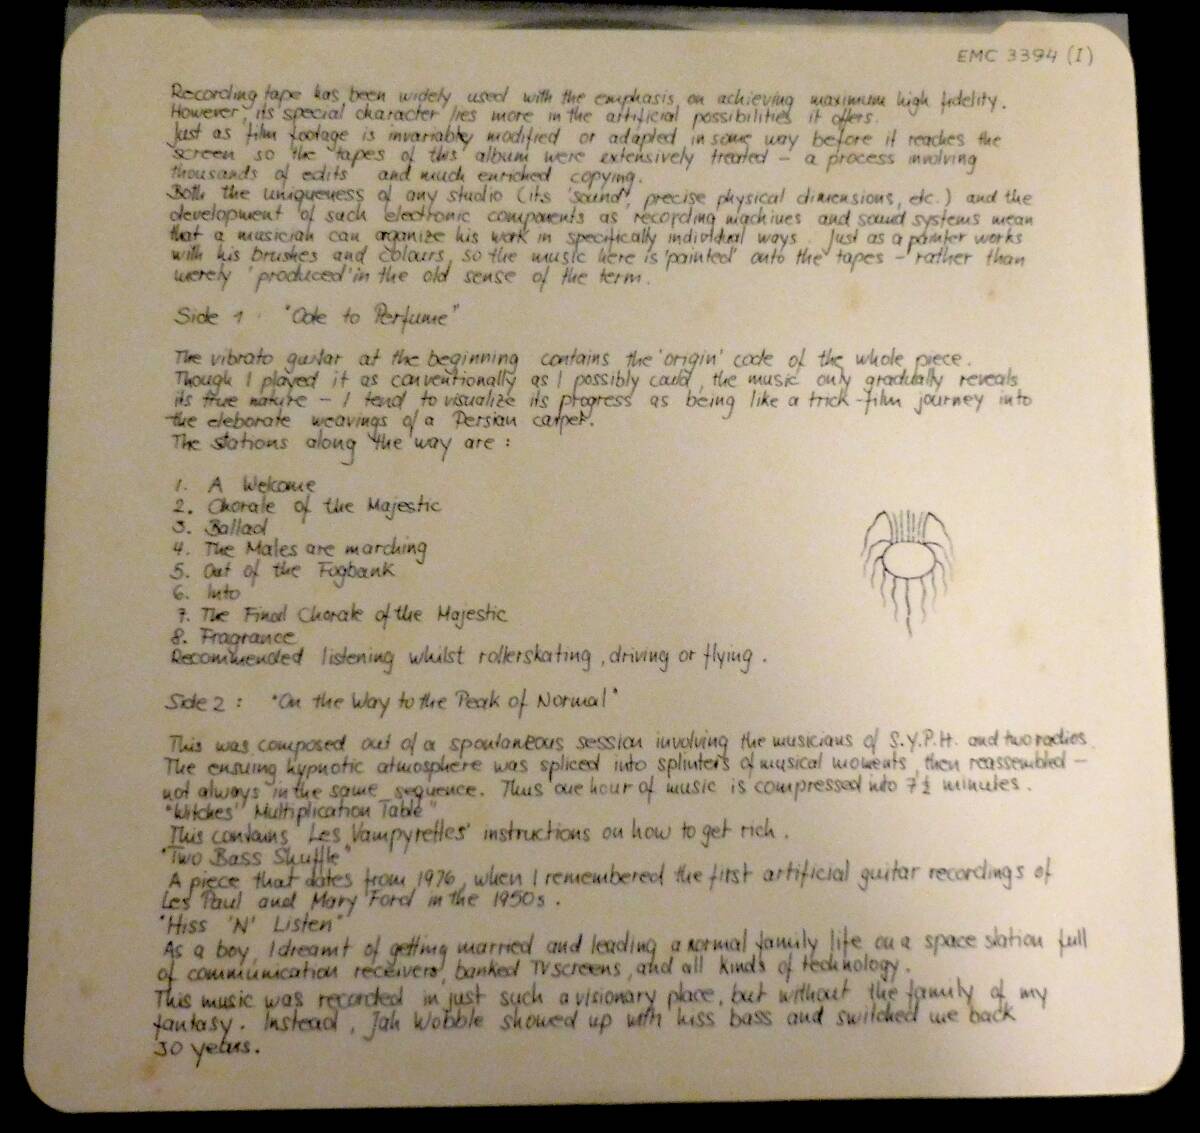 EMC 3394 (I)
Recording tape has been widely used with the emphasis on achieving maximum high fidelity.
However, its special character lies more in the artificial possibilities it offers.
Just as film footage is invariably modified or adapted in some way before it reaches the
screen so the tapes of this album were extensively treated – a process involving
thousands of edits and much enriched copying.
Both the uniqueness of any studio (its 'sound', precise physical dimensions, etc.) and the
development of such electronic components as recording machines and sound systems mean
that a musician can organize his work in specifically individual ways. Just as a painter works
with his brushes and colours, so the music here is 'painted' onto the tapes – rather than
merely 'produced' in the old sense of the term.
Side 1 : "Ode to Perfume"
The vibrato guitar at the beginning contains the 'origin' code of the whole piece.
Though I played it as conventionally as I possibly could, the music only gradually reveals
its true nature – I tend to visualize its progress as being like a trick-film journey into
the eleborate weavings of a Persian carpet.
The stations along the way are :
1. A Welcome
2. Chorale of the Majestic
3. Ballad
4. The Males are marching
5. Out of the Fogbank
6. Into
7. The Final Chorale of the Majestic
8. Fragrance
Recommended listening whilst rollerskating, driving or flying.
Side 2 : "On the Way to the Peak of Normal"
This was composed out of a spontaneous session involving the musicians of S.Y.P.H. and two radios.
The ensuing hypnotic atmosphere was spliced into splinters of musical moments, then reassembled –
not always in the same sequence. Thus one hour of music is compressed into 7½ minutes.
"Witches' Multiplication Table"
This contains 'Les Vampyrettes' instructions on how to get rich.
"Two Bass Shuffle"
A piece that dates from 1976, when I remembered the first artificial guitar recordings of
Les Paul and Mary Ford in the 1950s.
"Hiss 'N' Listen"
As a boy, I dreamt of getting married and leading a normal family life on a space station full
of communication receivers, banked TV screens, and all kinds of technology.
This music was recorded in just such a visionary place, but without the family of my
fantasy. Instead, Jah Wobble showed up with hiss bass and switched me back
30 years.